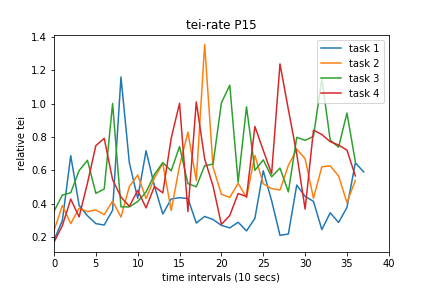 tei-rate P15
1.4
1.2
1.0
0.8
0.6
0.4
0.2
relative tei
task 1
task 2
task 3
task 4
0 5 10 15 20 25 30 35 40
time intervals (10 secs)